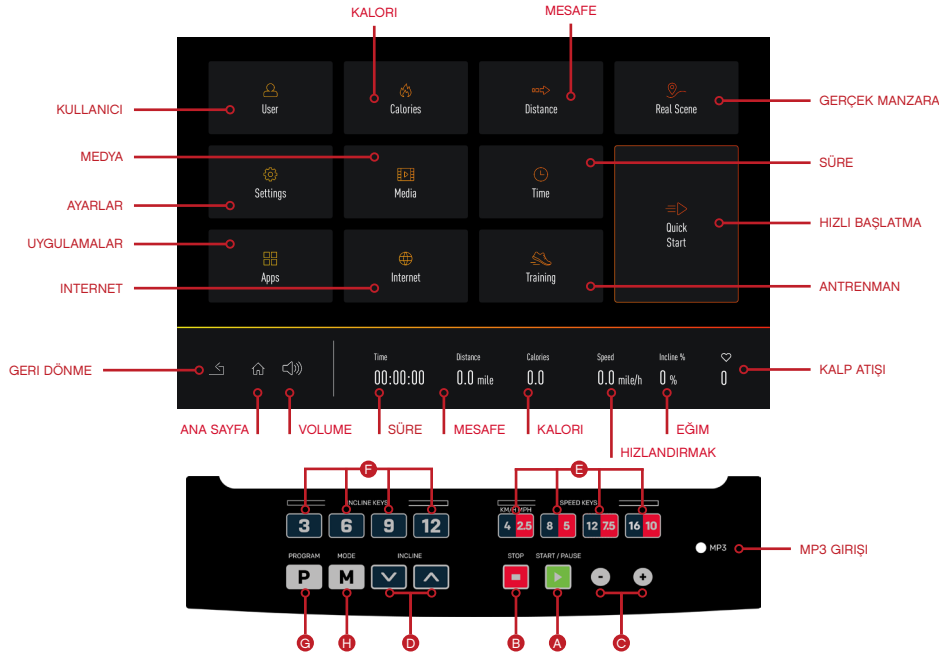 KALORI
MESAFE
User
Calories
Distance
Real Scene
KULLANICI
GERÇEK MANZARA
MEDYA
SÜRE
Settings
Media
Time
AYARLAR
Quick
Start
HIZLI BAŞLATMA
UYGULAMALAR
Apps
Internet
Training
INTERNET
ANTRENMAN
Time
Distance
Calories
Speed
Incline %
GERI DÖNME
00:00:00
0.0 mile
0.0
0.0 mile/h
0 %
0
KALP ATIŞI
ANA SAYFA
VOLUME
SÜRE
MESAFE
KALORI
EĞIM
HIZLANDIRMAK
F
E
INCLINE KEYS
SPEED KEYS
KM/H MPH
3
6
9
12
4 2.5
8 5
12 7.5
16 10
MP3
MP3 GIRIŞI
PROGRAM
MODE
INCLINE
STOP
START / PAUSE
P
M
-
+
G
H
D
B
A
C